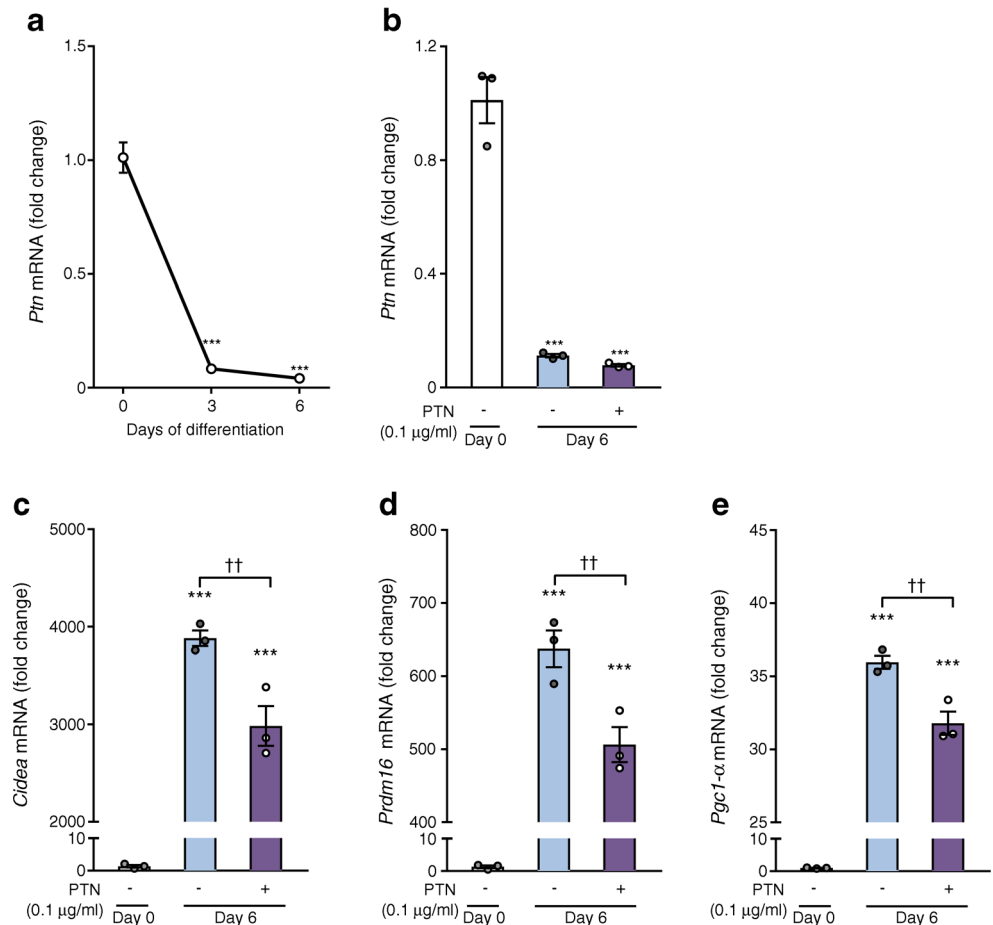 a
1.5
1.0
0.5
0
Ptn mRNA (fold change)
***
***
0 3 6
Days of differentiation
b
1.2
0.8
0.4
0
Ptn mRNA (fold change)
***
***
PTN - - +
(0.1 μg/ml)
Day 0 Day 6
c
5000
4000
3000
2000
10
0
Cidea mRNA (fold change)
††
***
***
PTN - - +
(0.1 μg/ml)
Day 0 Day 6
d
800
700
600
500
400
10
0
Prdm16 mRNA (fold change)
††
***
***
PTN - - +
(0.1 μg/ml)
Day 0 Day 6
e
45
40
35
30
25
10
0
Pgc1-α mRNA (fold change)
††
***
***
PTN - - +
(0.1 μg/ml)
Day 0 Day 6